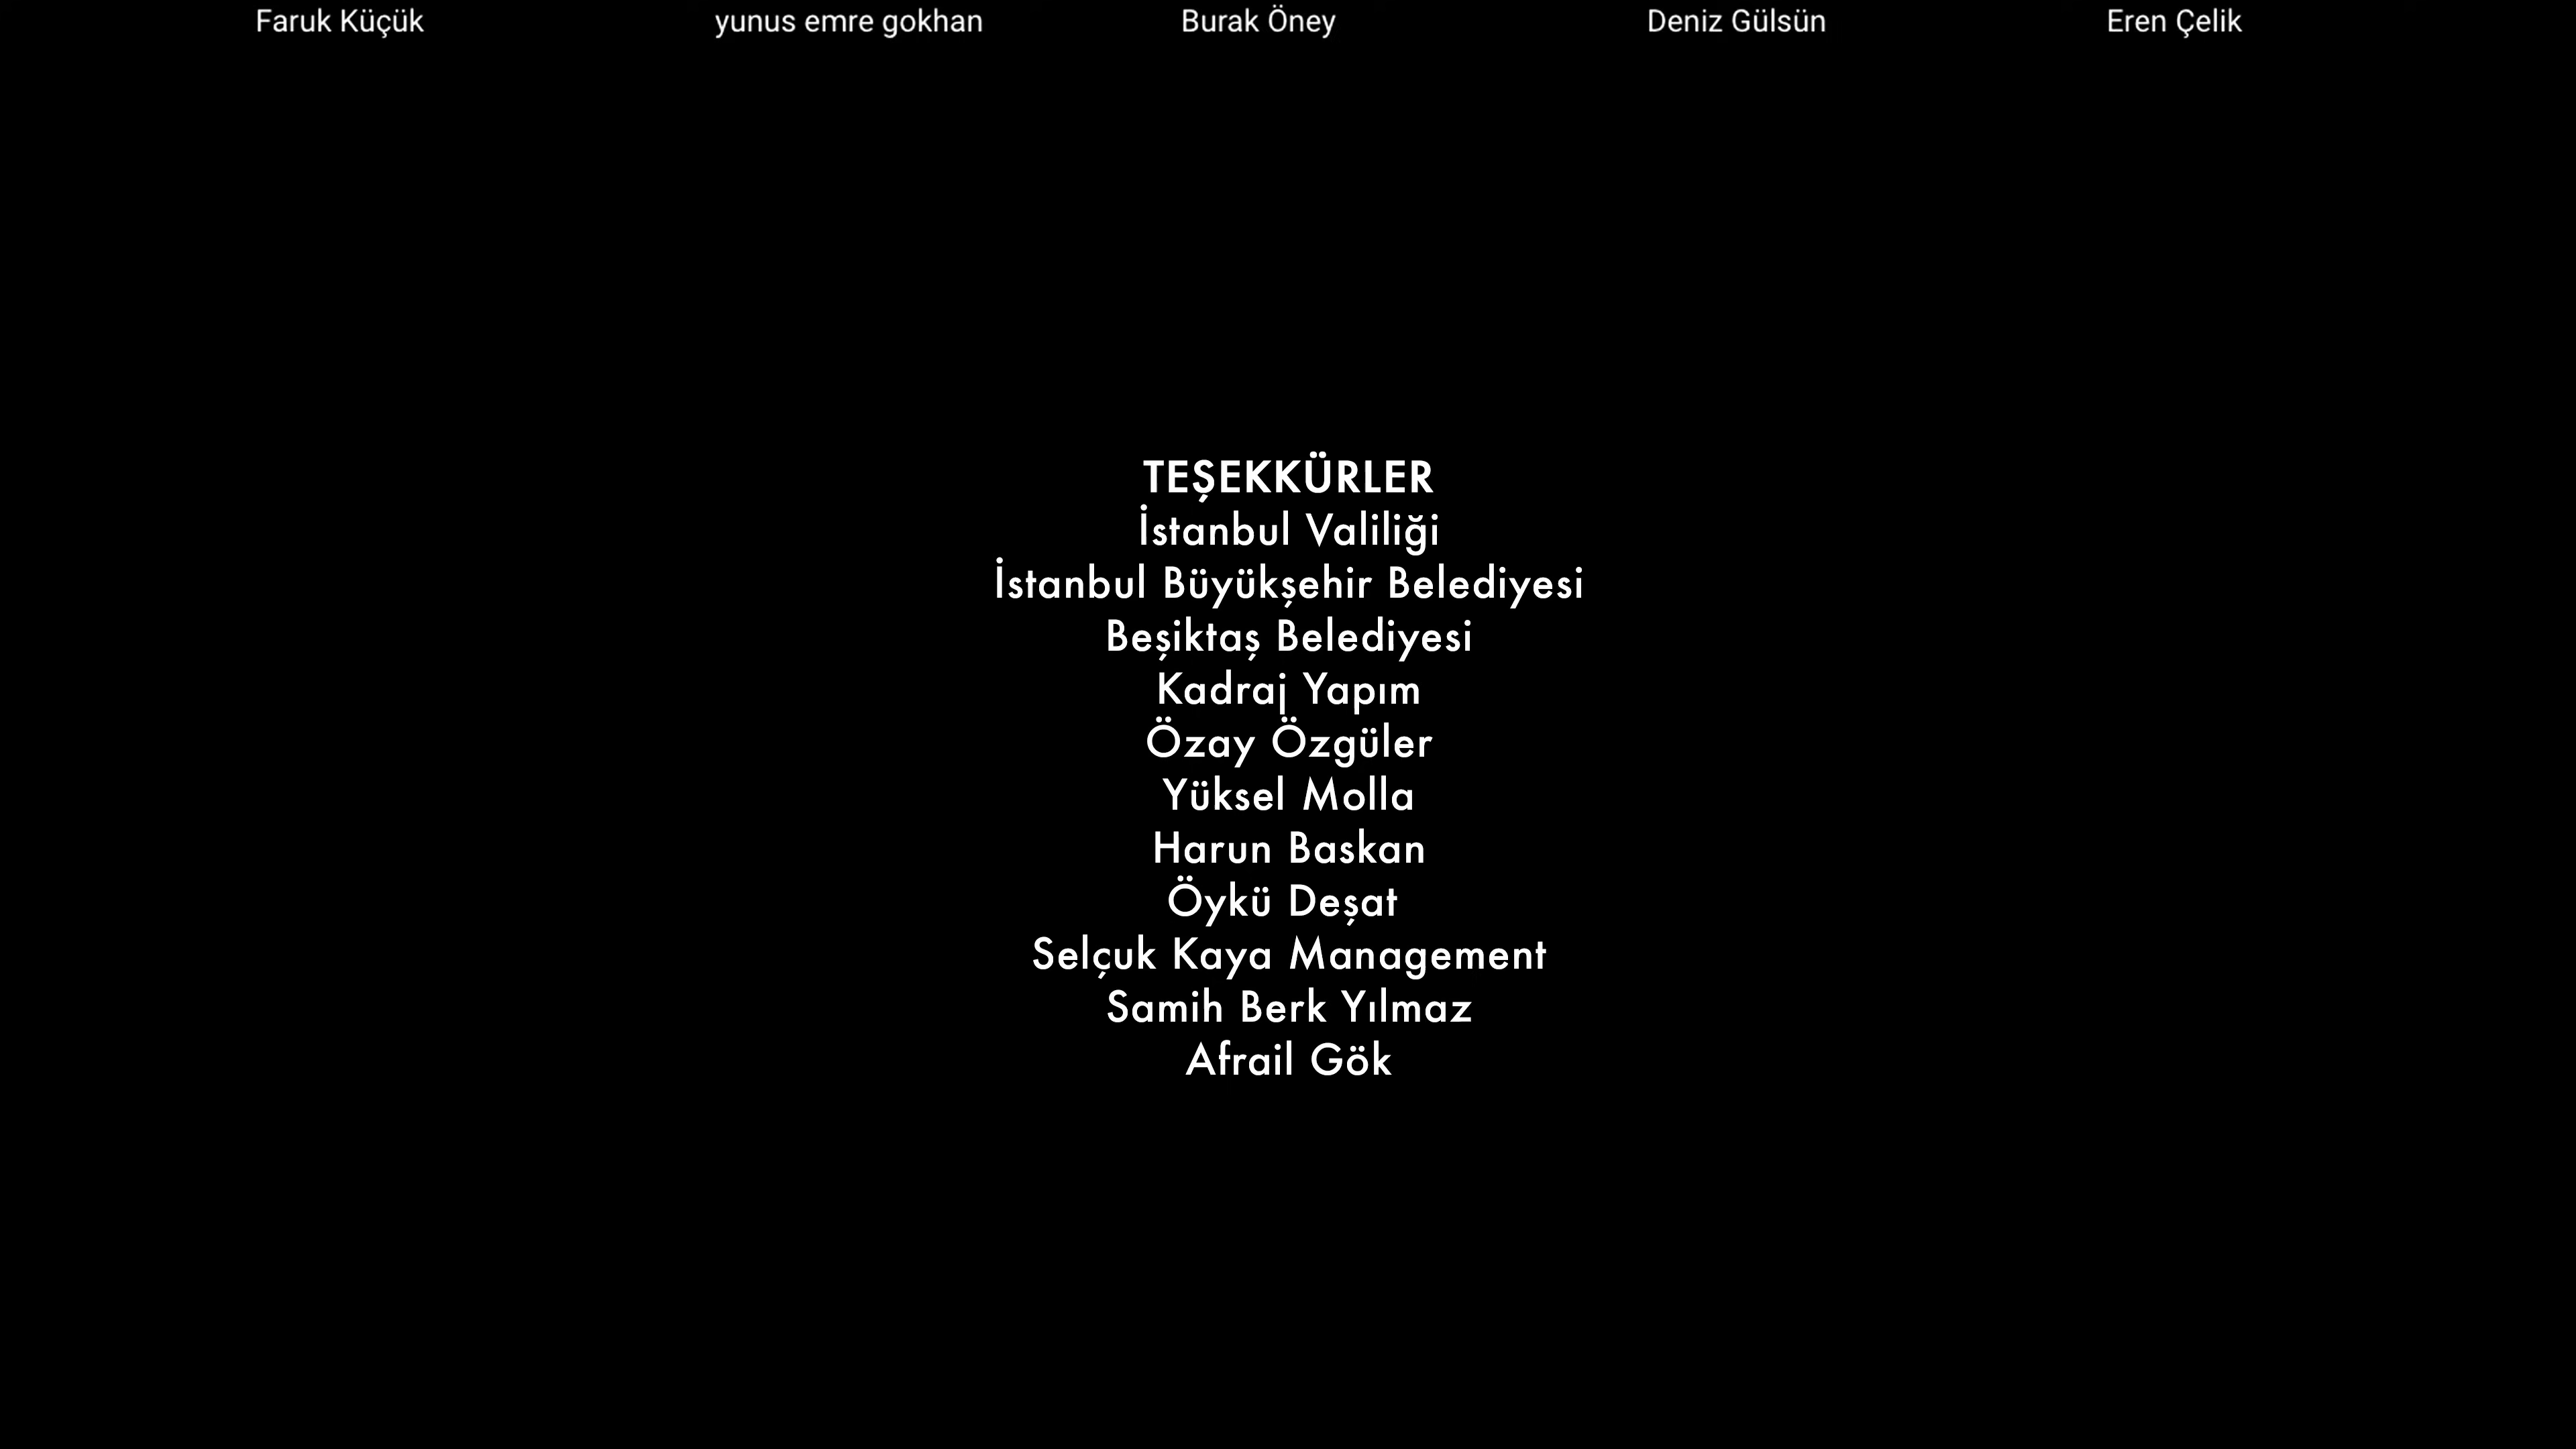 Faruk Küçük yunus emre gokhan Burak Öney Deniz Gülsün Eren Çelik
TEŞEKKÜRLER
İstanbul Valiliği
İstanbul Büyükşehir Belediyesi
Beşiktaş Belediyesi
Kadraj Yapım
Özay Özgüler
Yüksel Molla
Harun Baskan
Öykü Deşat
Selçuk Kaya Management
Samih Berk Yılmaz
Afrail Gök